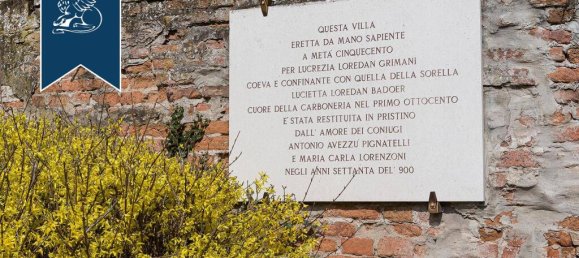 QUESTA VILLA
ERETTA DA MANO SAPIENTE
A METÁ CINQUECENTO
PER LUCREZIA LOREDAN GRIMANI
COEVA E CONFINANTE CON QUELLA DELLA SORELLA
LUCIETTA LOREDAN BADOER
CUORE DELLA CARBONERIA NEL PRIMO OTTOCENTO
E STATA RESTITUITA IN PRISTINO
DALL' AMORE DEI CONIUGI
ANTONIO AVEZZU' PIGNATELLI
E MARIA CARLA LORENZONI
NEGLI ANNI SETTANTA DEL' 900